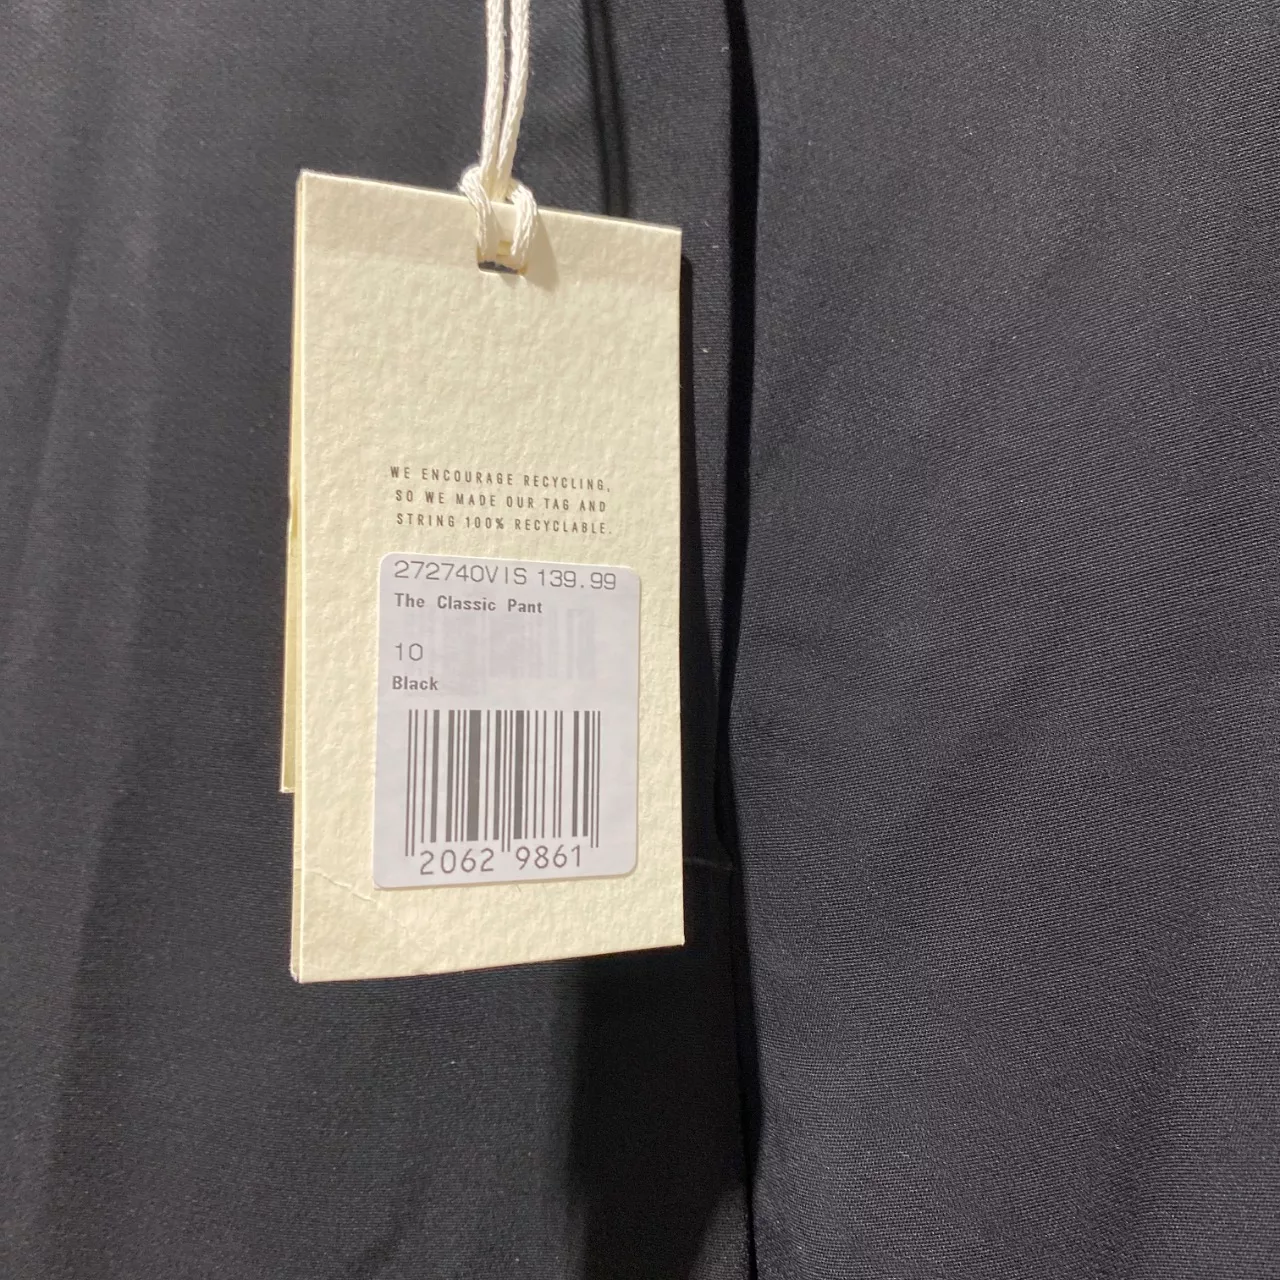 WE ENCOURAGE RECYCLING,
SO WE MADE OUR TAG AND
STRING 100% RECYCLABLE.
272740VIS 139.99
The Classic Pant
10
Black
2062 9861